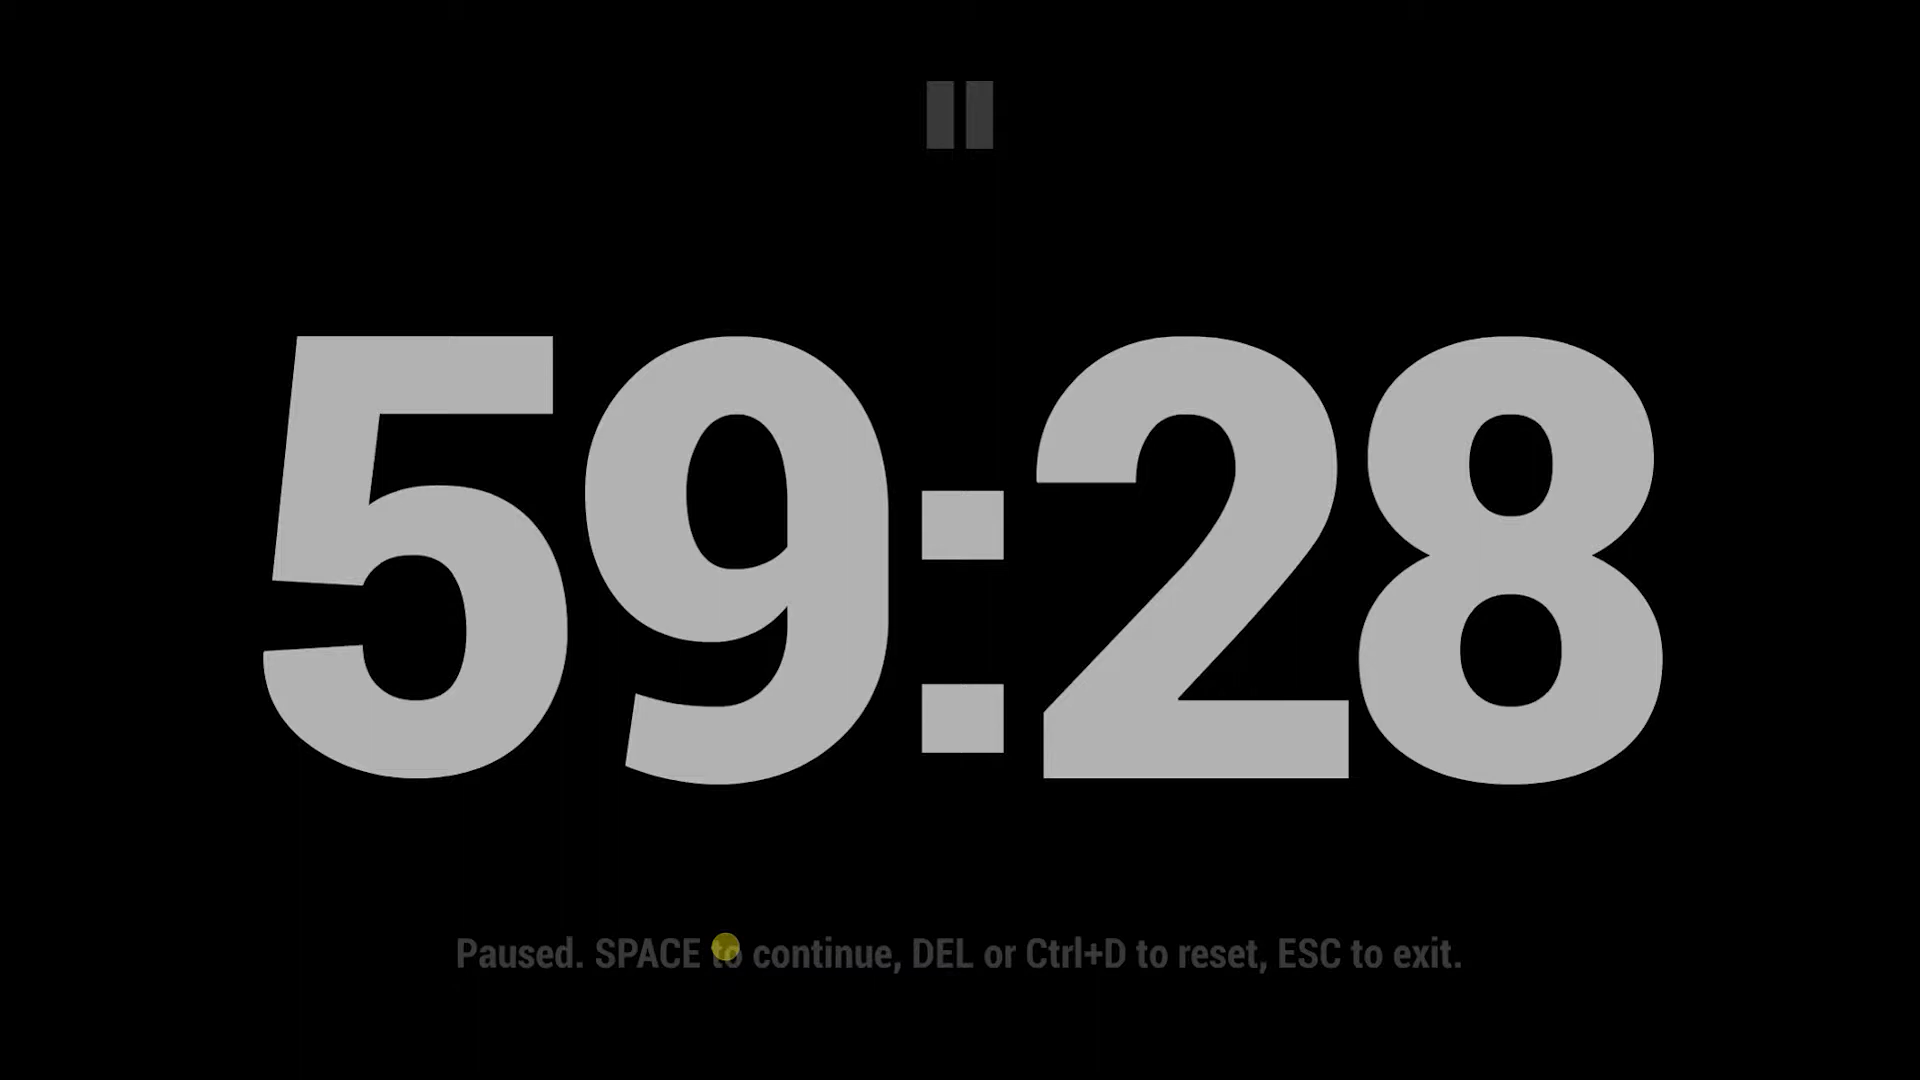 59:28
Paused. SPACE to continue, DEL or Ctrl+D to reset, ESC to exit.